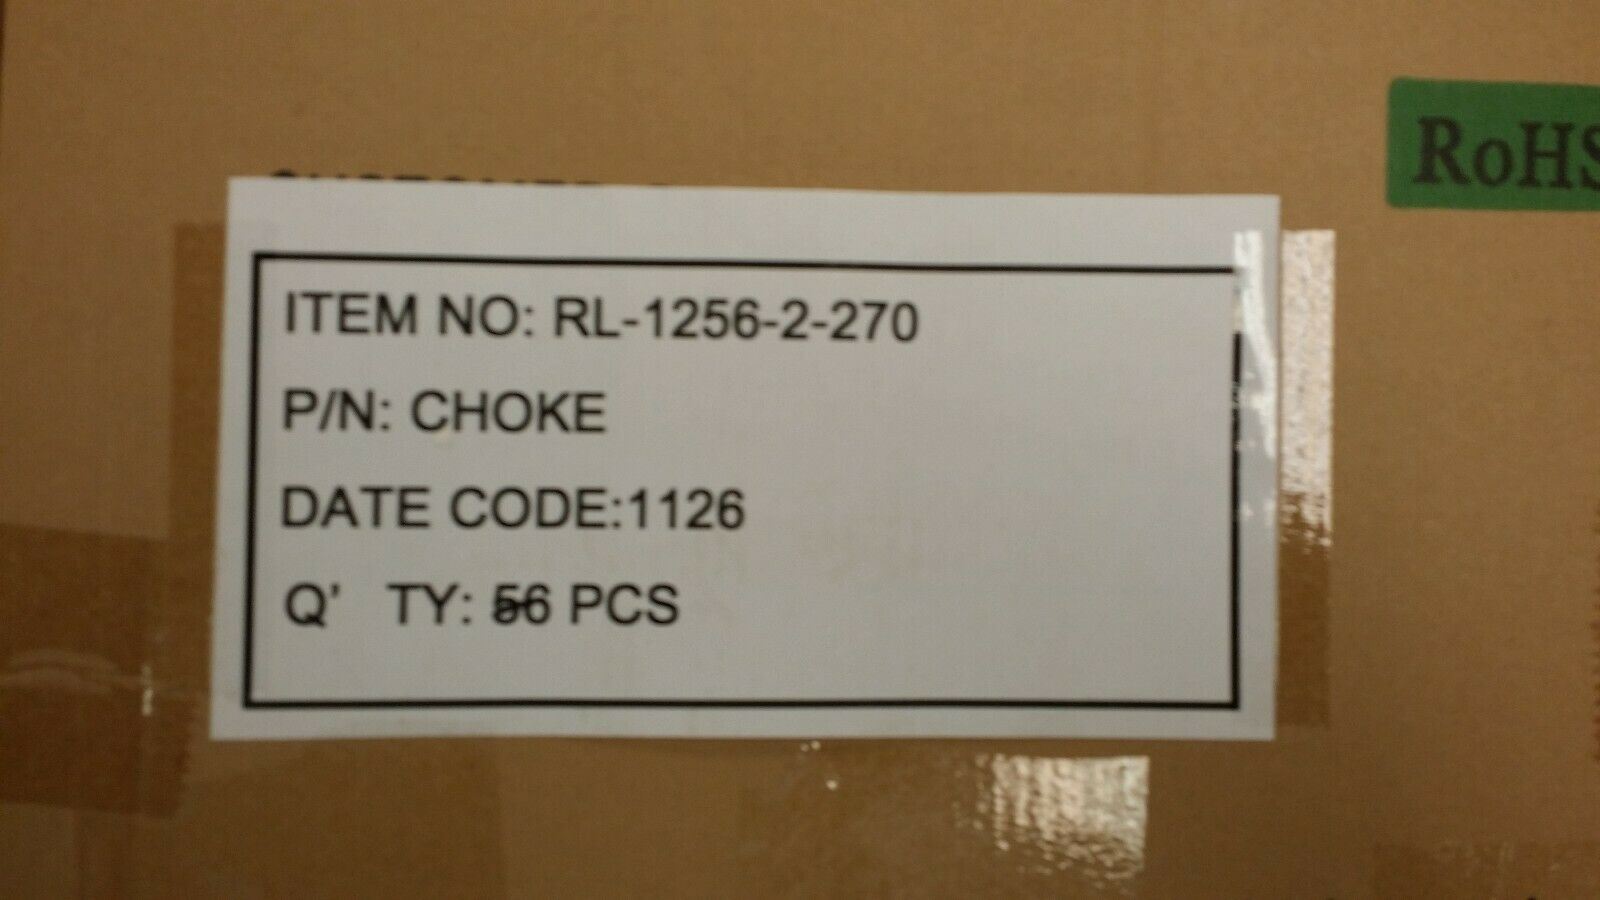 RoHS
ITEM NO: RL-1256-2-270
P/N: CHOKE
DATE CODE:1126
Q' TY: 56 PCS